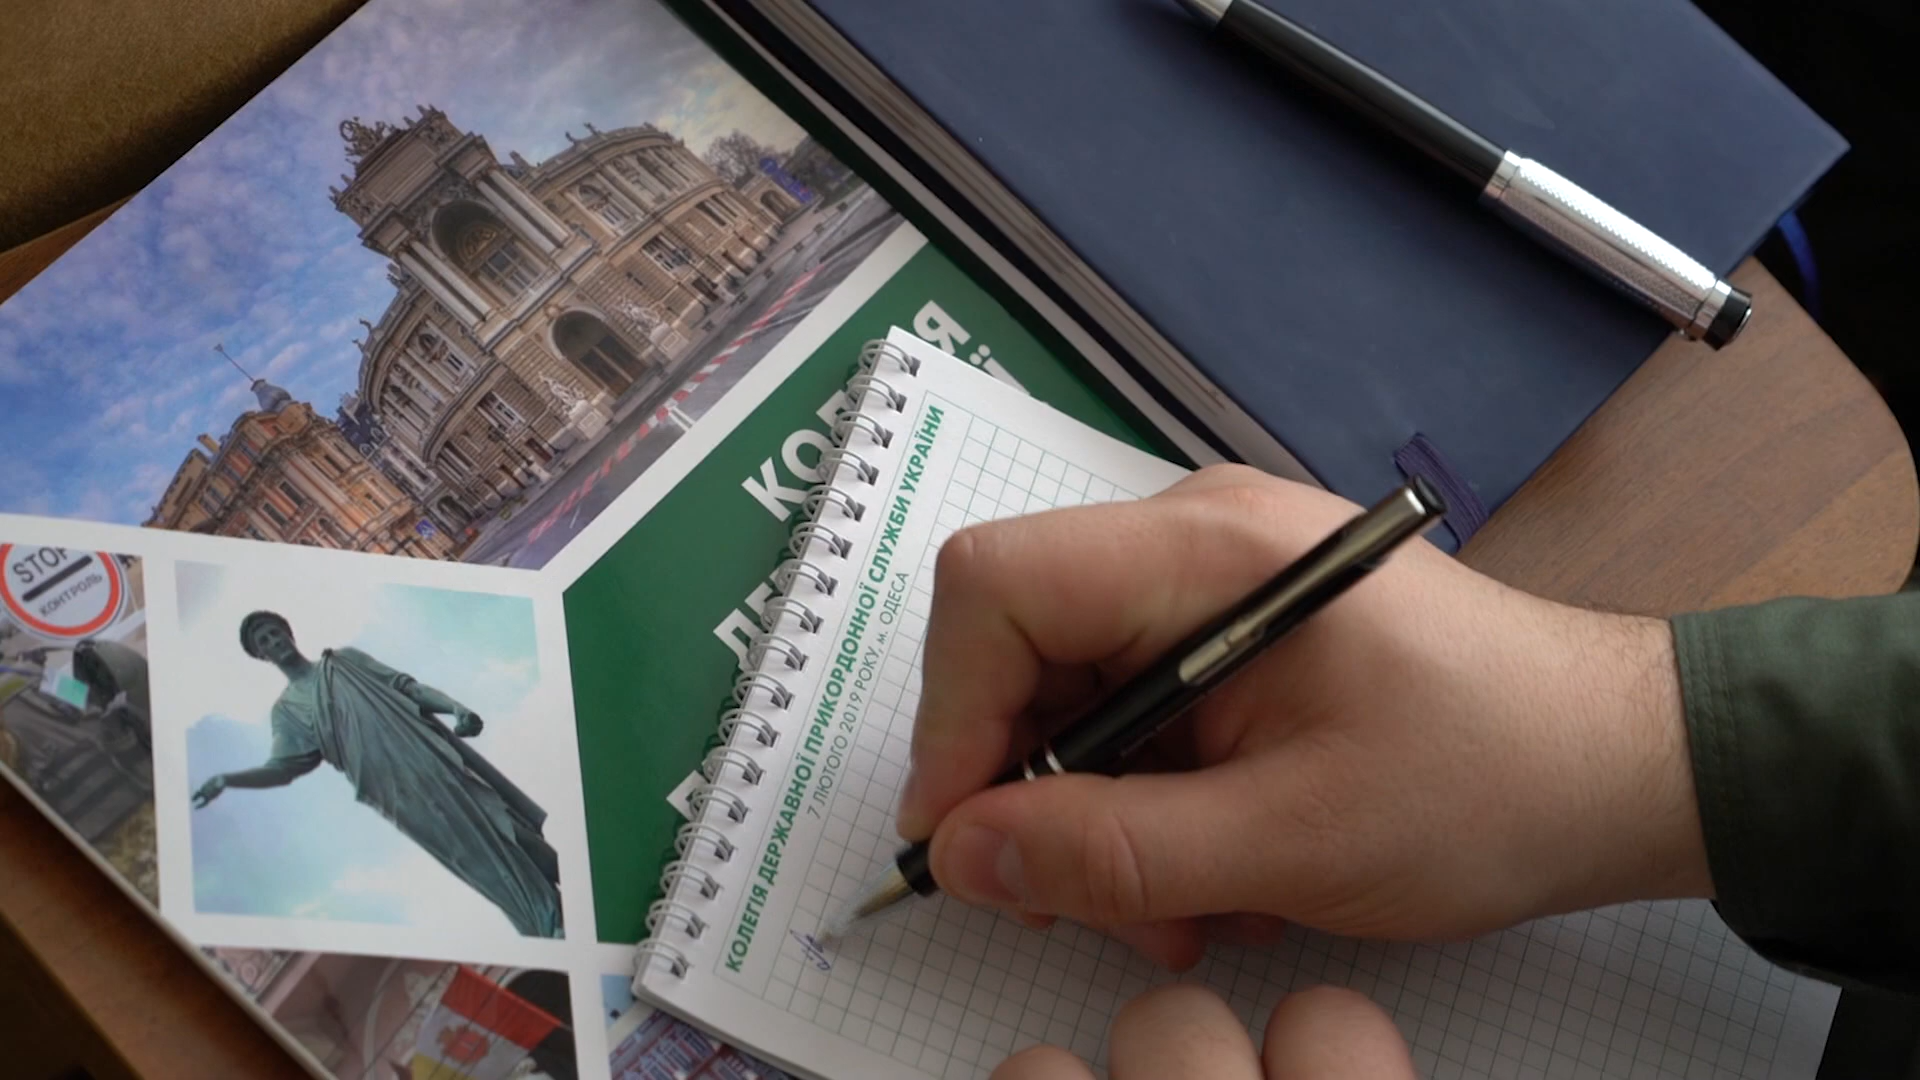 КОЛЕГІЯ ДЕРЖАВНОЇ ПРИКОРДОННОЇ СЛУЖБИ УКРАЇНИ
7 ЛЮТОГО 2019 РОКУ, м. ОДЕСА
STOP
КОНТРОЛЬ